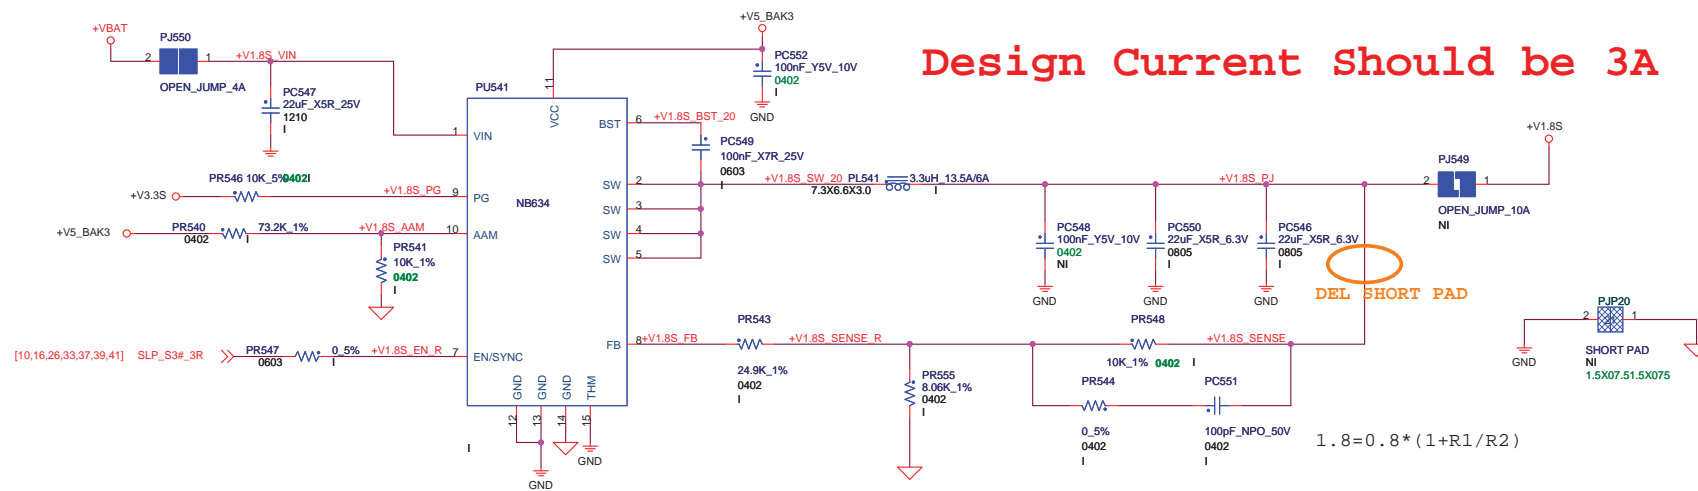 +V5_BAK3
Design Current Should be 3A
+VBAT
PJ550
2
1
+V1.8S_VIN
OPEN_JUMP_4A
PC547
22uF_X5R_25V
1210
I
PC552
100nF_Y5V_10V
0402
I
GND
PU541
11
VCC
1
VIN
BST
6
+V1.8S_BST_20
PC549
100nF_X7R_25V
0603
I
+V3.3S
PR546 10K_5%
0402
I
+V1.8S_PG
9
PG
NB634
SW
2
SW
3
SW
4
SW
5
+V1.8S_SW_20
PL541
3.3uH_13.5A/6A
7.3X6.6X3.0
I
+V1.8S_PJ
+V1.8S
PJ549
2
1
OPEN_JUMP_10A
NI
+V5_BAK3
PR540
0402
I
73.2K_1%
+V1.8S_AAM
10
AAM
PR541
10K_1%
0402
I
PC548
100nF_Y5V_10V
0402
NI
GND
PC550
22uF_X5R_6.3V
0805
I
GND
PC546
22uF_X5R_6.3V
0805
I
GND
DEL SHORT PAD
PJP20
2
1
GND
SHORT PAD
NI
1.5X07.51.5X075
[10,16,26,33,37,39,41]
SLP_S3#_3R
PR547
0603
0_5%
I
+V1.8S_EN_R
7
EN/SYNC
FB
8
+V1.8S_FB
PR543
24.9K_1%
0402
I
+V1.8S_SENSE_R
PR555
8.06K_1%
0402
I
PR548
10K_1%
0402
I
+V1.8S_SENSE
PR544
0_5%
0402
I
PC551
100pF_NPO_50V
0402
I
GND
GND
GND
THM
12
13
14
15
I
GND
GND
1.8=0.8*(1+R1/R2)